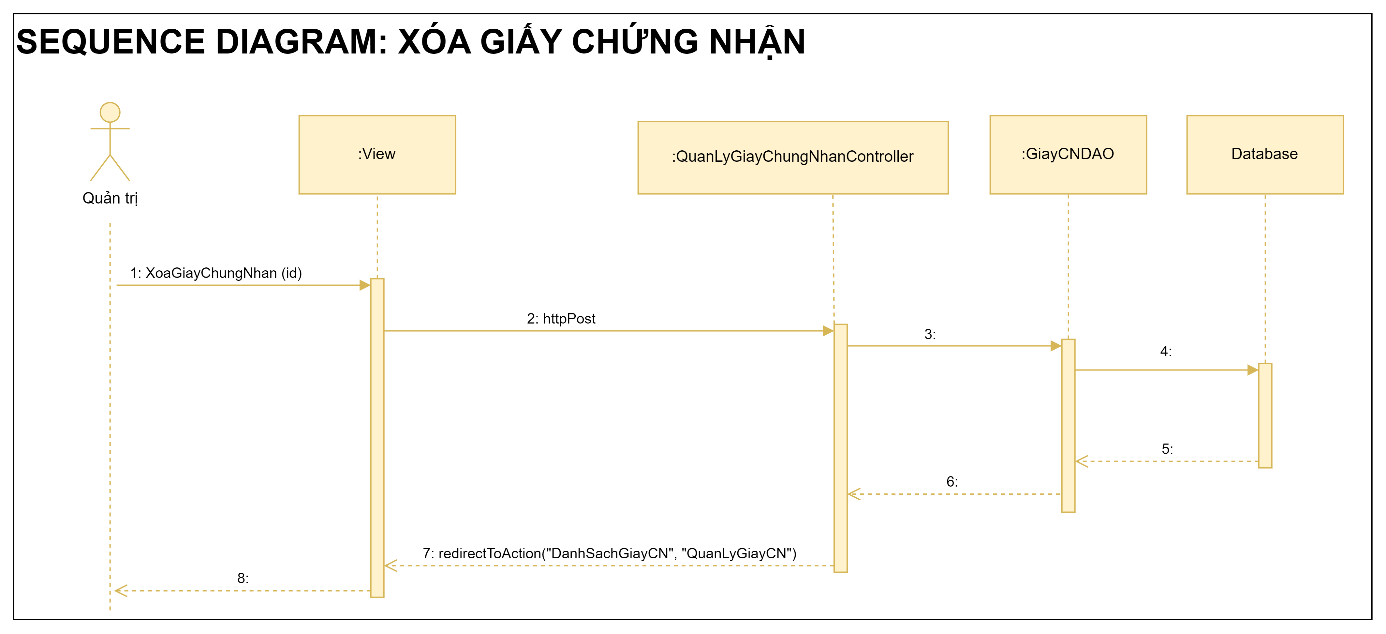 SEQUENCE DIAGRAM: XÓA GIẤY CHỨNG NHẬN
:View
:QuanLyGiayChungNhanController
:GiayCNDAO
Database
Quản trị
1: XoaGiayChungNhan (id)
2: httpPost
3:
4:
5:
6:
7: redirectToAction("DanhSachGiayCN", "QuanLyGiayCN")
8: